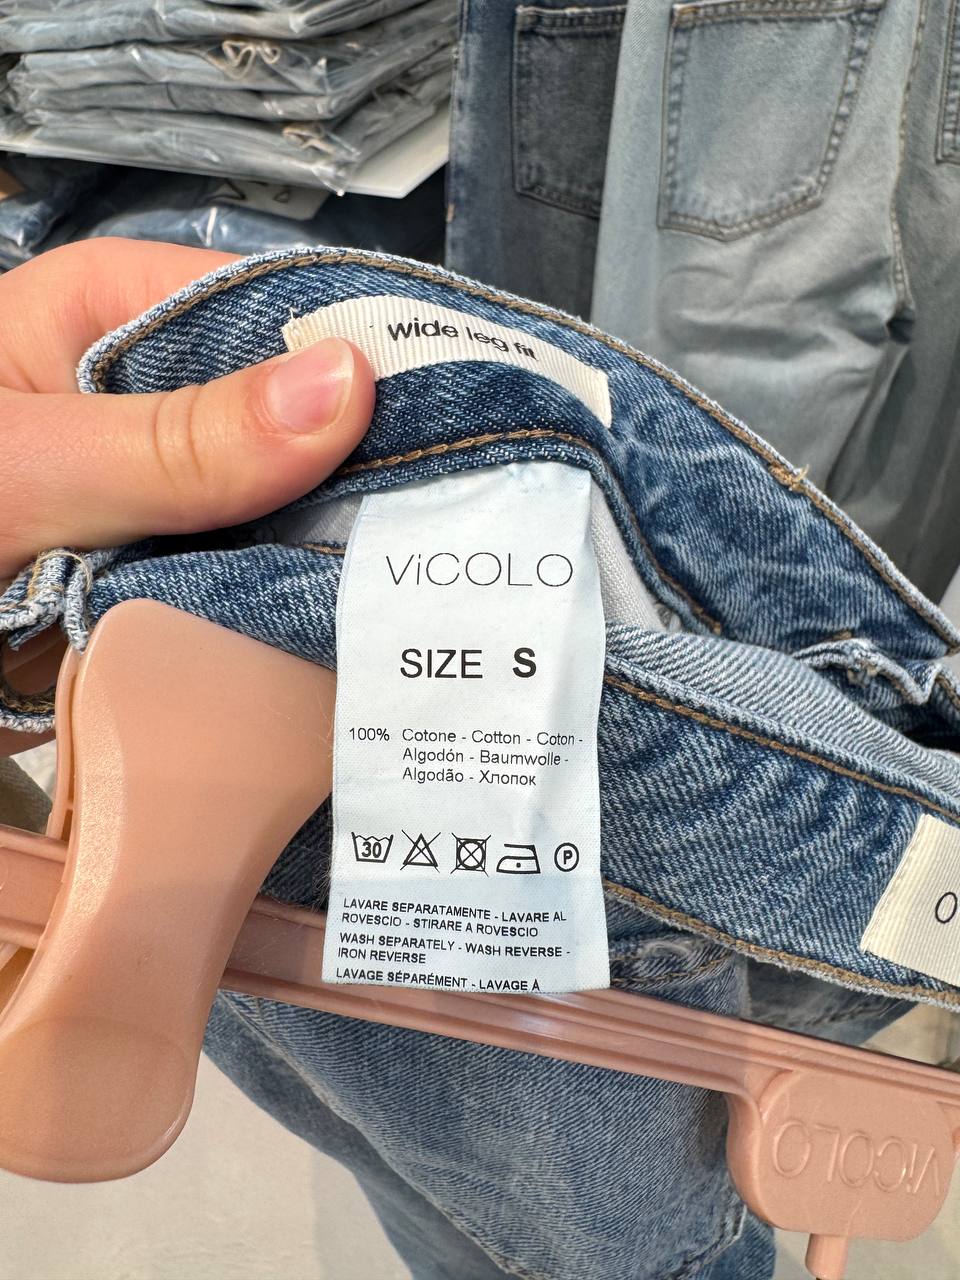 wide leg fit
ViCOLO
SIZE S
100% Cotone - Cotton - Coton -
Algodón - Baumwolle -
Algodão - Хлопок
30
P
LAVARE SEPARATAMENTE - LAVARE AL
ROVESCIO - STIRARE A ROVESCIO
WASH SEPARATELY - WASH REVERSE -
IRON REVERSE
LAVAGE SÉPARÉMENT - LAVAGE À
0
ViCOLO